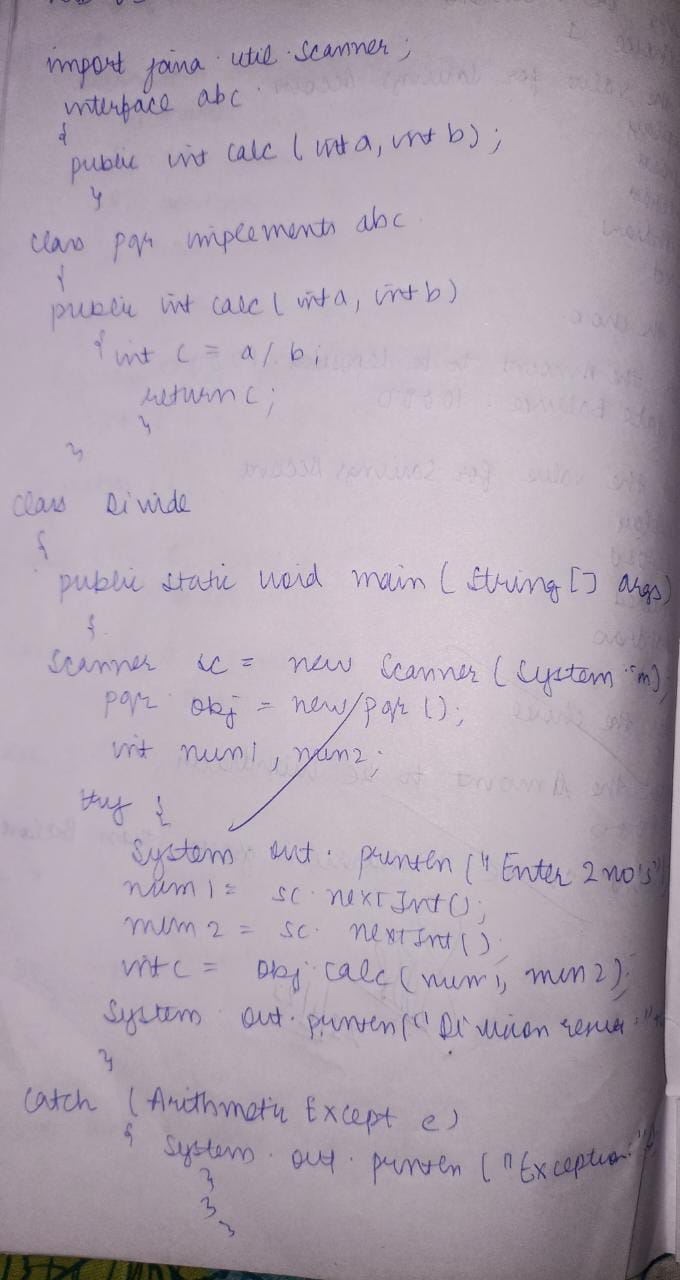 import java.util.Scanner;
interface abc
{
public int calc (int a, int b);
}
class pqr implements abc
{
public int calc (int a, int b)
{ int c = a/b;
return c;
}
}
class Divide
{
public static void main (String [] args)
{
Scanner sc = new Scanner (System.in);
pqr obj = new pqr ();
int num1, num2;
try {
System.out.println ("Enter 2 no's"
num1 = sc.nextInt();
num2 = sc.nextInt();
int c = obj.calc(num1, num2);
System.out.println("Division
}
catch (Arithmetic Except e)
{ System.out.println ("Exception:"
}
}
}